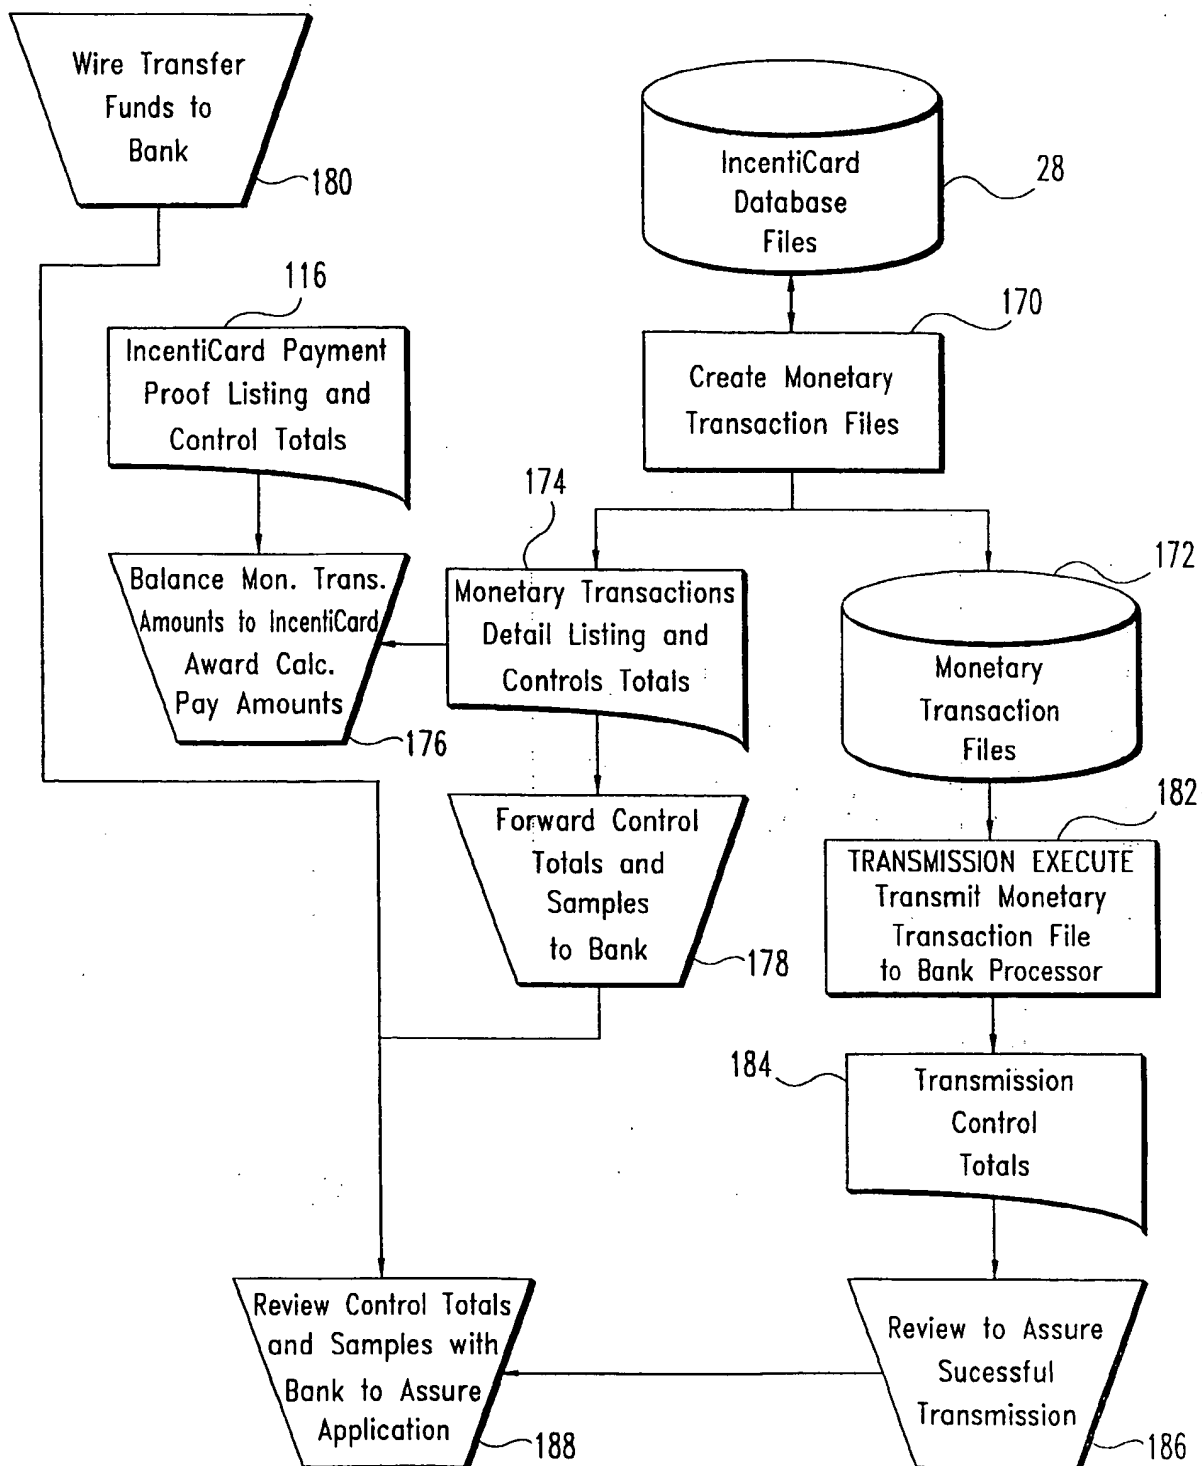 Wire Transfer
Funds to
Bank
180
IncentiCard
Database
Files
28
116
IncentiCard Payment
Proof Listing and
Control Totals
170
Create Monetary
Transaction Files
174
172
Balance Mon. Trans.
Amounts to IncentiCard
Award Calc.
Pay Amounts
176
Monetary Transactions
Detail Listing and
Controls Totals
Monetary
Transaction
Files
182
Forward Control
Totals and
Samples
to Bank
178
TRANSMISSION EXECUTE
Transmit Monetary
Transaction File
to Bank Processor
184
Transmission
Control
Totals
Review Control Totals
and Samples with
Bank to Assure
Application
188
Review to Assure
Sucessful
Transmission
186